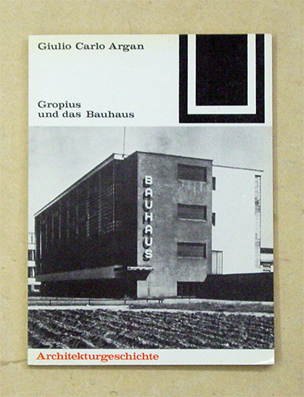 Giulio Carlo Argan
Gropius
und das Bauhaus
BAUHAUS
Architekturgeschichte